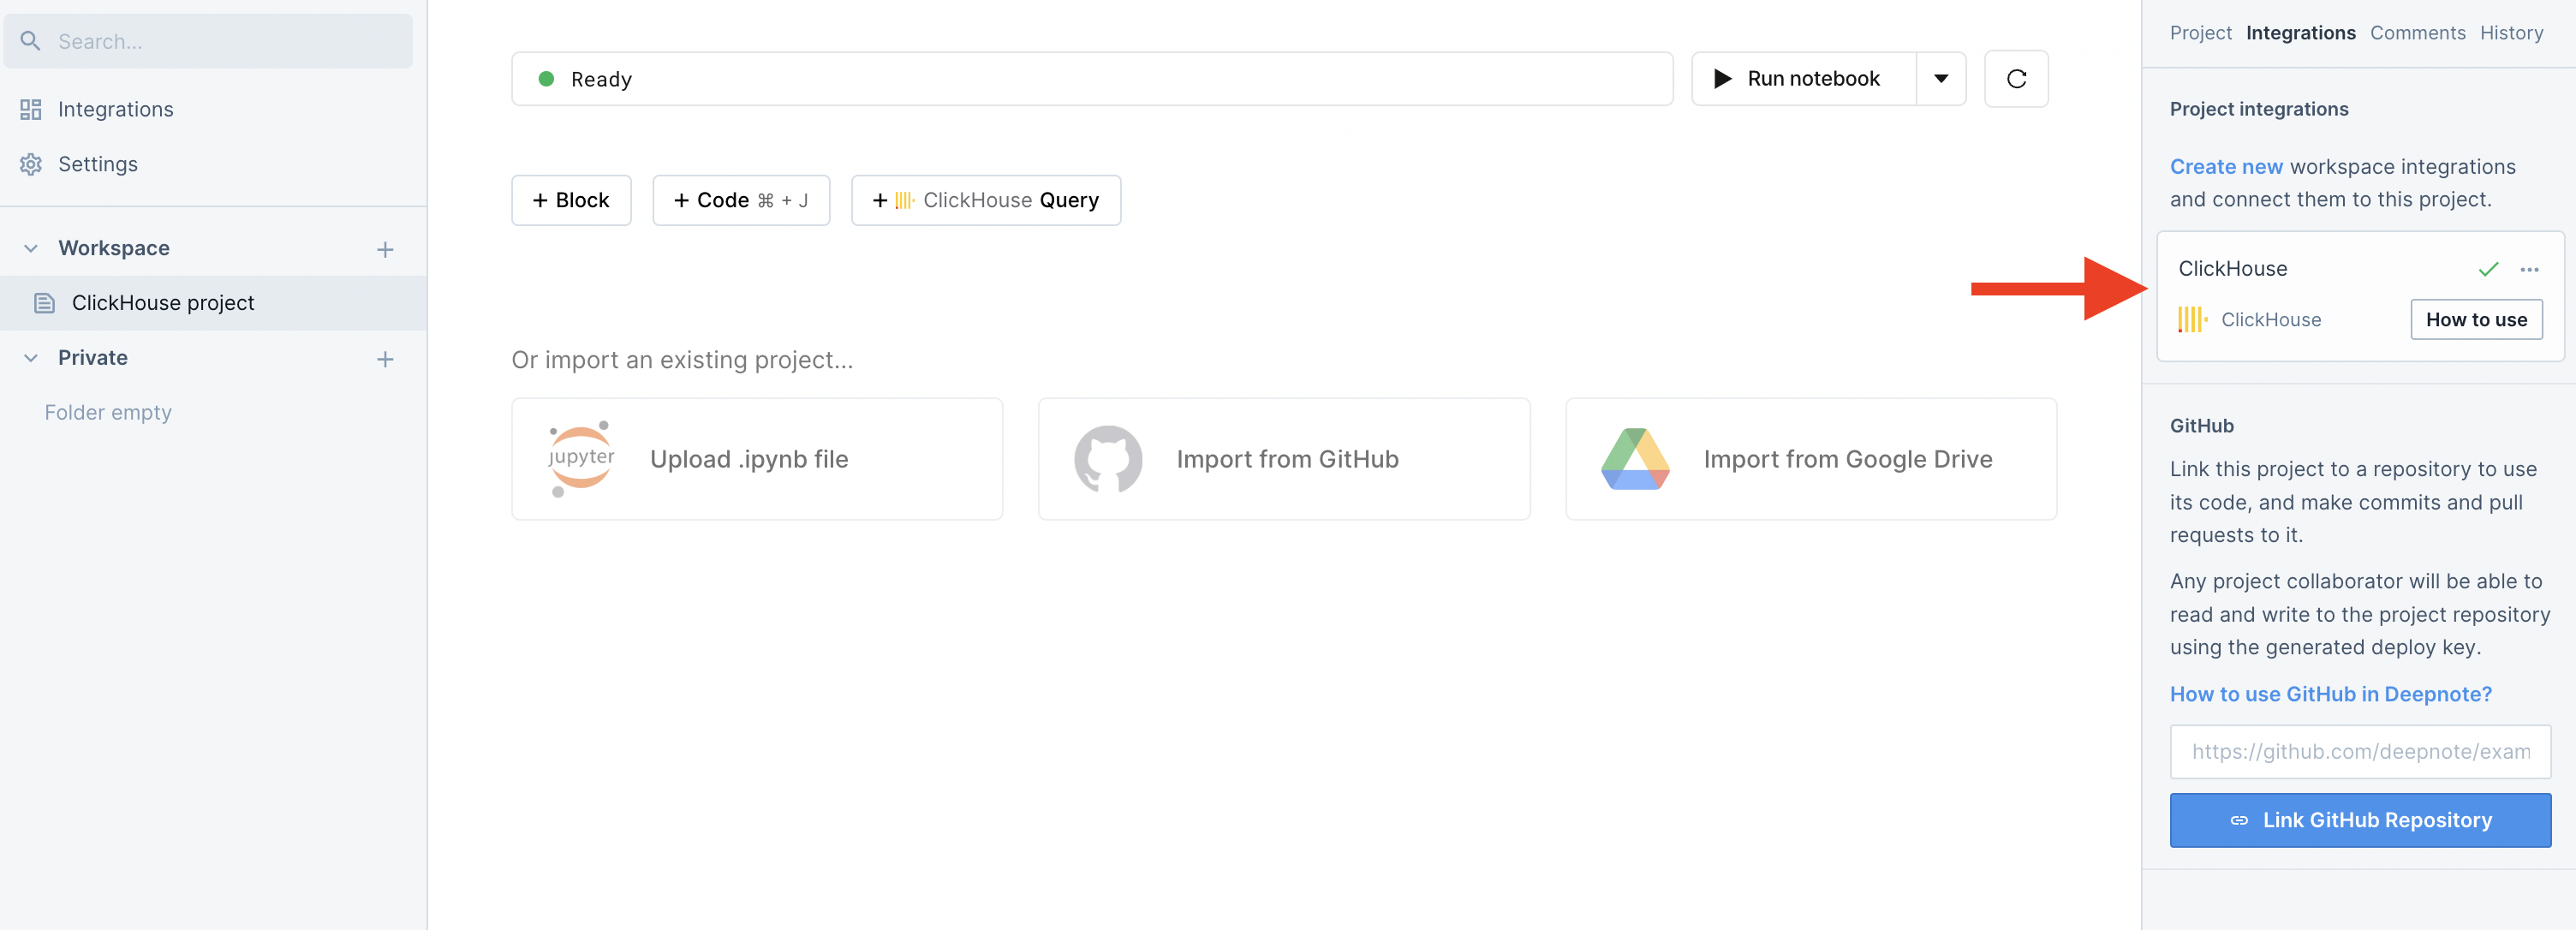 Search...
Integrations
Settings
Workspace
ClickHouse project
Private
Folder empty
Ready
Run notebook
+ Block
+ Code ⌘ + J
+ ClickHouse Query
Or import an existing project...
jupyter
Upload .ipynb file
Import from GitHub
Import from Google Drive
Project Integrations Comments History
Project integrations
Create new workspace integrations
and connect them to this project.
ClickHouse
ClickHouse
How to use
GitHub
Link this project to a repository to use
its code, and make commits and pull
requests to it.
Any project collaborator will be able to
read and write to the project repository
using the generated deploy key.
How to use GitHub in Deepnote?
https://github.com/deepnote/exam
Link GitHub Repository